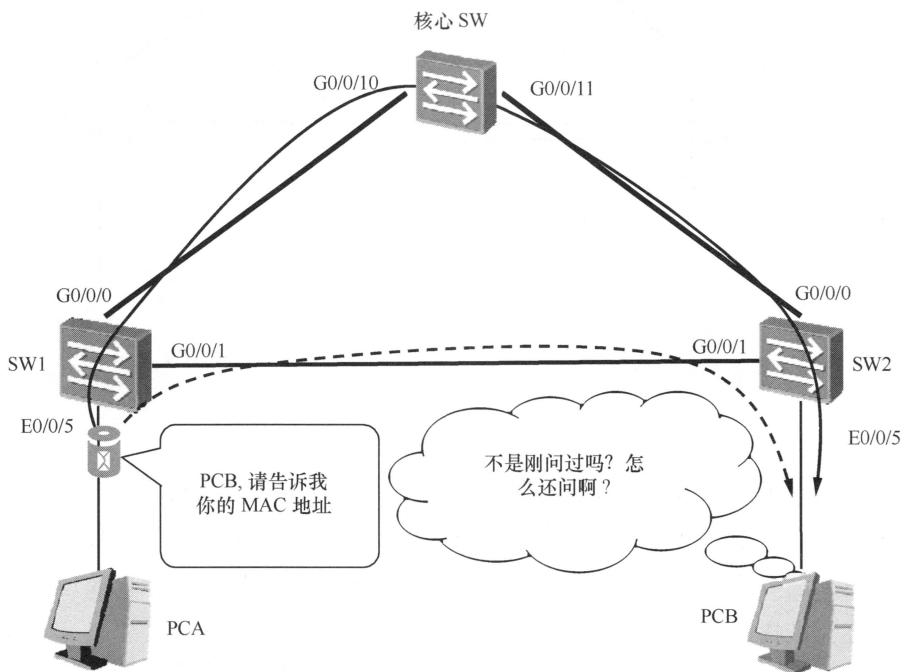 核心 SW
G0/0/10
G0/0/11
G0/0/0
G0/0/0
SW1
G0/0/1
G0/0/1
SW2
E0/0/5
E0/0/5
PCB, 请告诉我
你的 MAC 地址
不是刚问过吗? 怎
么还问啊?
PCA
PCB